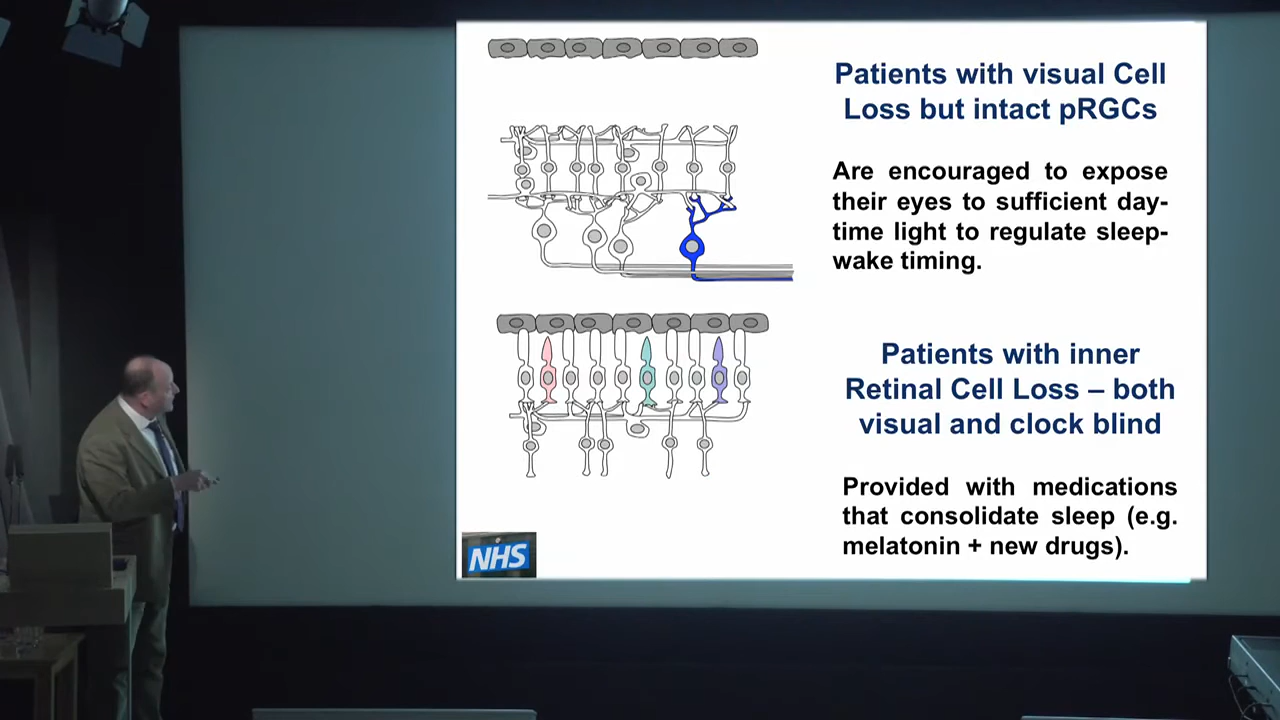 Patients with visual Cell
Loss but intact pRGCs
Are encouraged to expose
their eyes to sufficient day-
time light to regulate sleep-
wake timing.
Patients with inner
Retinal Cell Loss – both
visual and clock blind
Provided with medications
that consolidate sleep (e.g.
melatonin + new drugs).
NHS